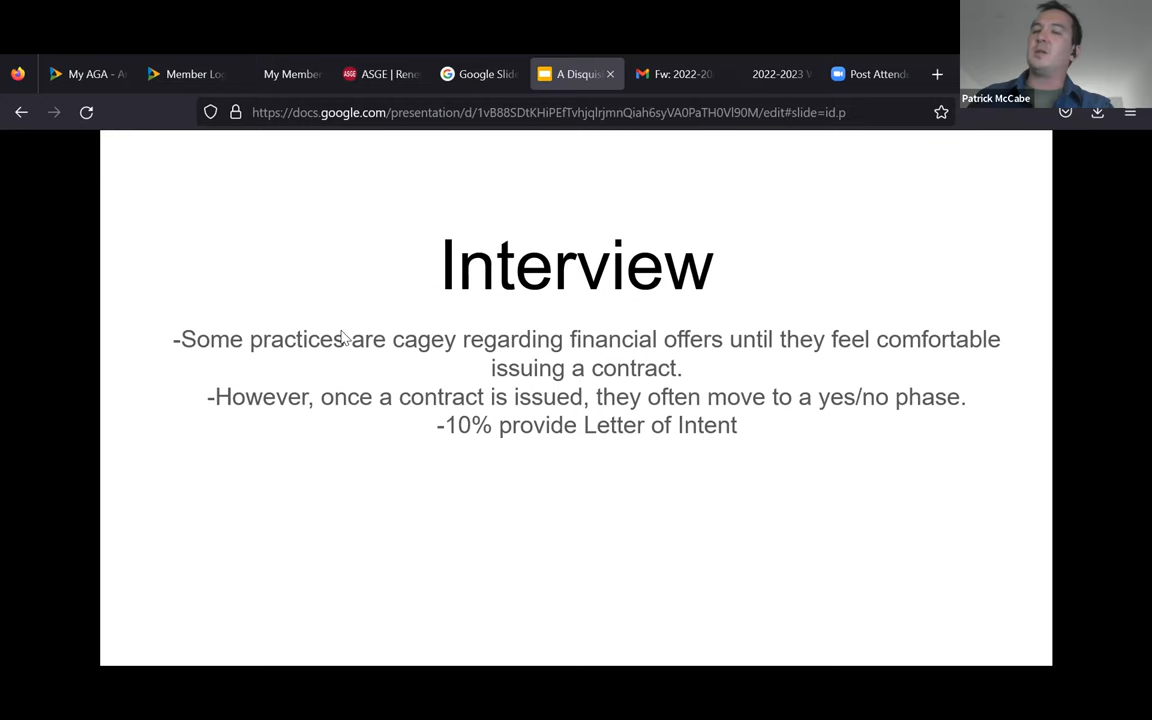 My AGA - A
Member Lo
My Member
ASGE
ASGE | Rene
Google Slid
A Disquis
Fw: 2022-20
2022-2023
Post Attend
Patrick McCabe
https://docs.google.com/presentation/d/1vB88SDtKHiPEfTvhjqlrjmnQiah6syVA0PaTH0Vl90M/edit#slide=id.p
Interview
-Some practices are cagey regarding financial offers until they feel comfortable
issuing a contract.
-However, once a contract is issued, they often move to a yes/no phase.
-10% provide Letter of Intent